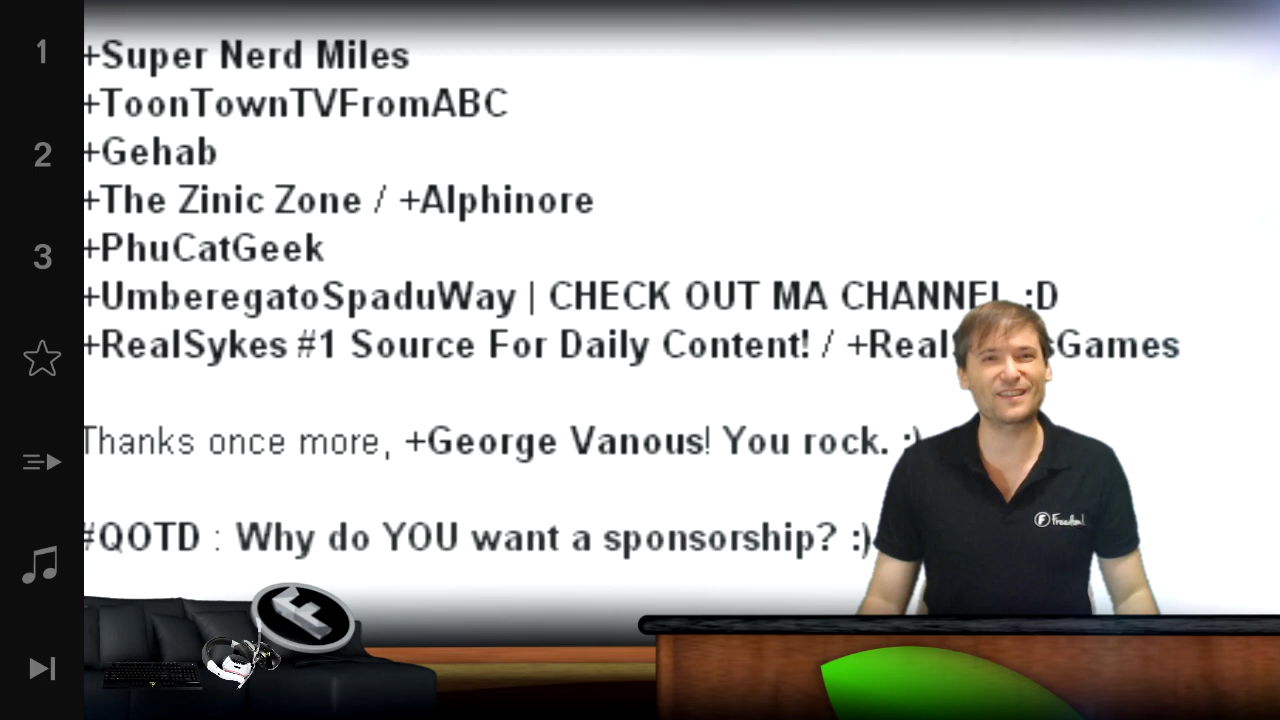 1
2
3
+Super Nerd Miles
+ToonTownTVFromABC
+Gehab
+The Zinic Zone / +Alphinore
+PhuCatGeek
+UmberegatoSpaduWay | CHECK OUT MA CHANNEL :D
+RealSykes #1 Source For Daily Content! / +Real Games
Thanks once more, +George Vanous! You rock. :)
#QOTD : Why do YOU want a sponsorship? :)
F Freedom!
F